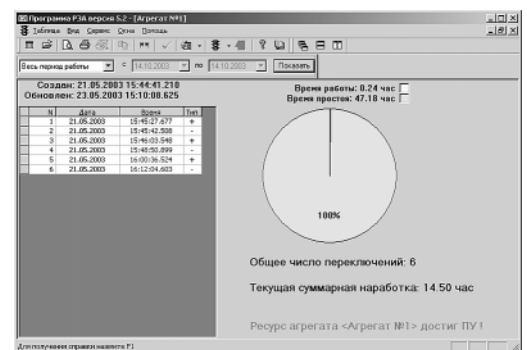 Программа РЗА версия 5.2 - [Агрегат №1]
Таблица Вид Сервис Окна Помощь
Весь период работы с 14.10.2003 по 14.10.2003 Показать
Создан: 21.05.2003 15:44:41.210
Обновлен: 23.05.2003 15:10:08.625
Время работы: 0.24 час
Время простоя: 47.18 час
N Дата Время Тип
1 21.05.2003 15:45:27.677 +
2 21.05.2003 15:45:42.508 -
3 21.05.2003 15:46:03.548 +
4 21.05.2003 15:48:50.899 -
5 21.05.2003 16:00:36.524 +
6 21.05.2003 16:12:04.603 -
100%
Общее число переключений: 6
Текущая суммарная наработка: 14.50 час
Ресурс агрегата <Агрегат №1> достиг ПУ !
Для получения справки нажмите F1